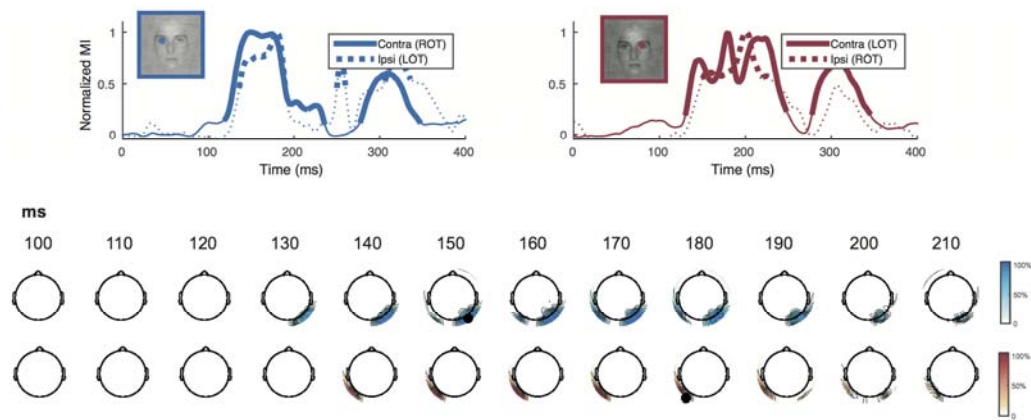 Normalized MI
1
0.5
0
Contra (ROT)
Ipsi (LOT)
0 100 200 300 400
Time (ms)
1
0.5
0
Contra (LOT)
Ipsi (ROT)
0 100 200 300 400
Time (ms)
ms
100 110 120 130 140 150 160 170 180 190 200 210
100%
50%
0%
100%
50%
0%